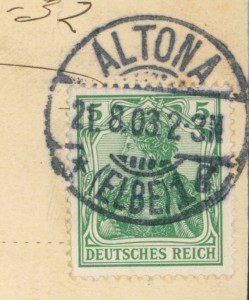 -32
ALTONA
5 5
21.8.03.2-3N
* (ELBE) 1 g
DEUTSCHES REICH